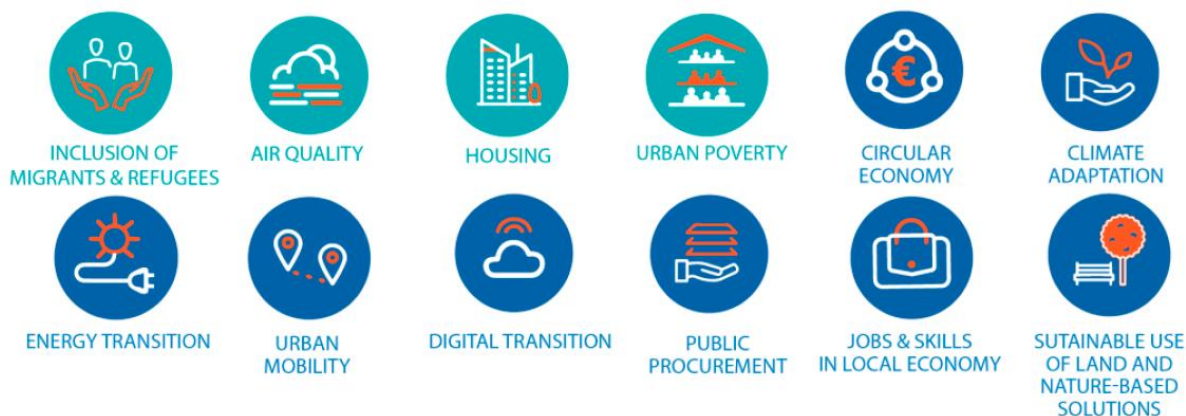 INCLUSION OF
MIGRANTS & REFUGEES
AIR QUALITY
HOUSING
URBAN POVERTY
CIRCULAR
ECONOMY
CLIMATE
ADAPTATION
ENERGY TRANSITION
URBAN
MOBILITY
DIGITAL TRANSITION
PUBLIC
PROCUREMENT
JOBS & SKILLS
IN LOCAL ECONOMY
SUTAINABLE USE
OF LAND AND
NATURE-BASED
SOLUTIONS